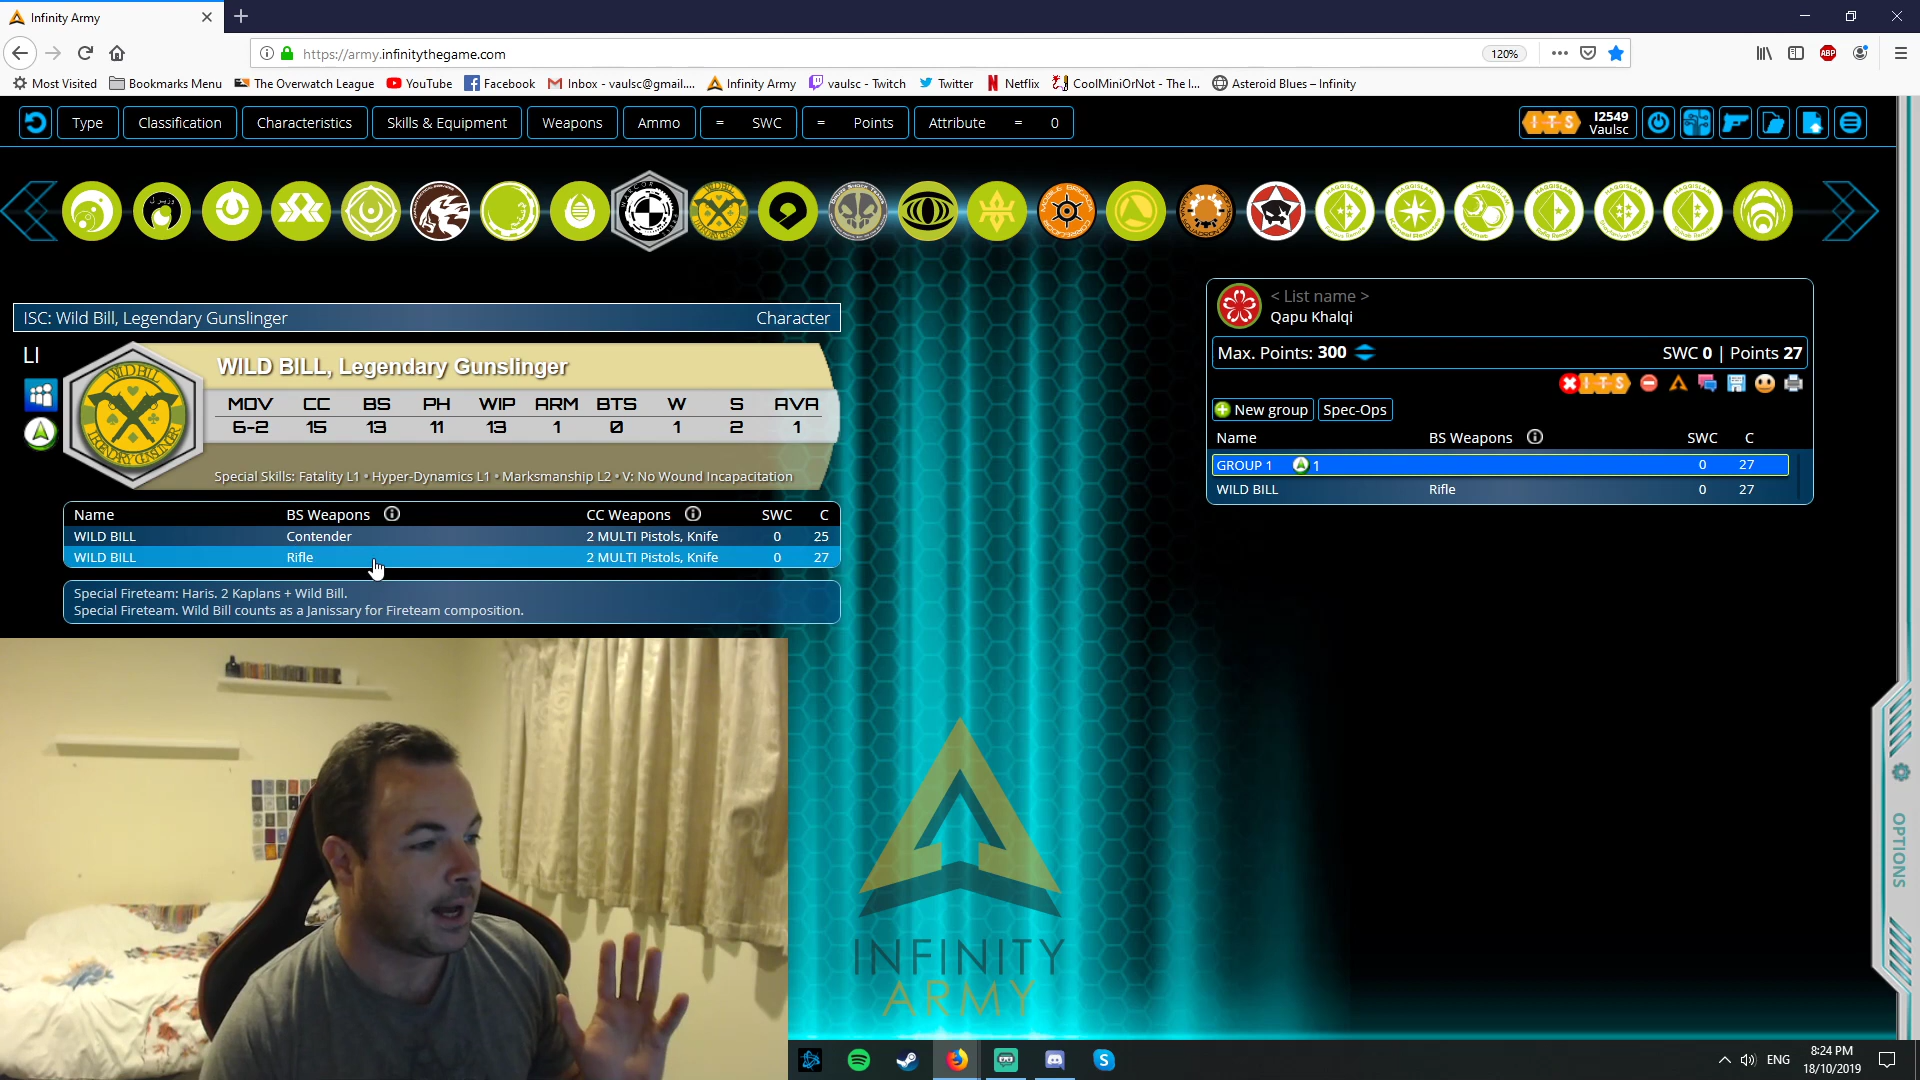 Infinity Army
https://army.infinitythegame.com
120%
Most Visited Bookmarks Menu The Overwatch League YouTube Facebook Inbox - vaulsc@gmail.... Infinity Army vaulsc - Twitch Twitter Netflix CoolMiniOrNot - The I... Asteroid Blues – Infinity
Type Classification Characteristics Skills & Equipment Weapons Ammo = SWC = Points Attribute = 0
ITS I2549
Vaulsc
ISC: Wild Bill, Legendary Gunslinger Character
LI
WILD BILL, Legendary Gunslinger
MOV CC BS PH WIP ARM BTS W S AVA
6-2 15 13 11 13 1 0 1 2 1
Special Skills: Fatality L1 • Hyper-Dynamics L1 • Marksmanship L2 • V: No Wound Incapacitation
WILD BILL
LEGENDARY GUNSLINGER
Name BS Weapons CC Weapons SWC C
WILD BILL Contender 2 MULTI Pistols, Knife 0 25
WILD BILL Rifle 2 MULTI Pistols, Knife 0 27
Special Fireteam: Haris. 2 Kaplans + Wild Bill.
Special Fireteam. Wild Bill counts as a Janissary for Fireteam composition.
< List name >
Qapu Khalqi
Max. Points: 300 SWC 0 | Points 27
ITS
New group Spec-Ops
Name BS Weapons SWC C
GROUP 1 1 0 27
WILD BILL Rifle 0 27
OPTIONS
INFINITY
ARMY
ENG
8:24 PM
18/10/2019